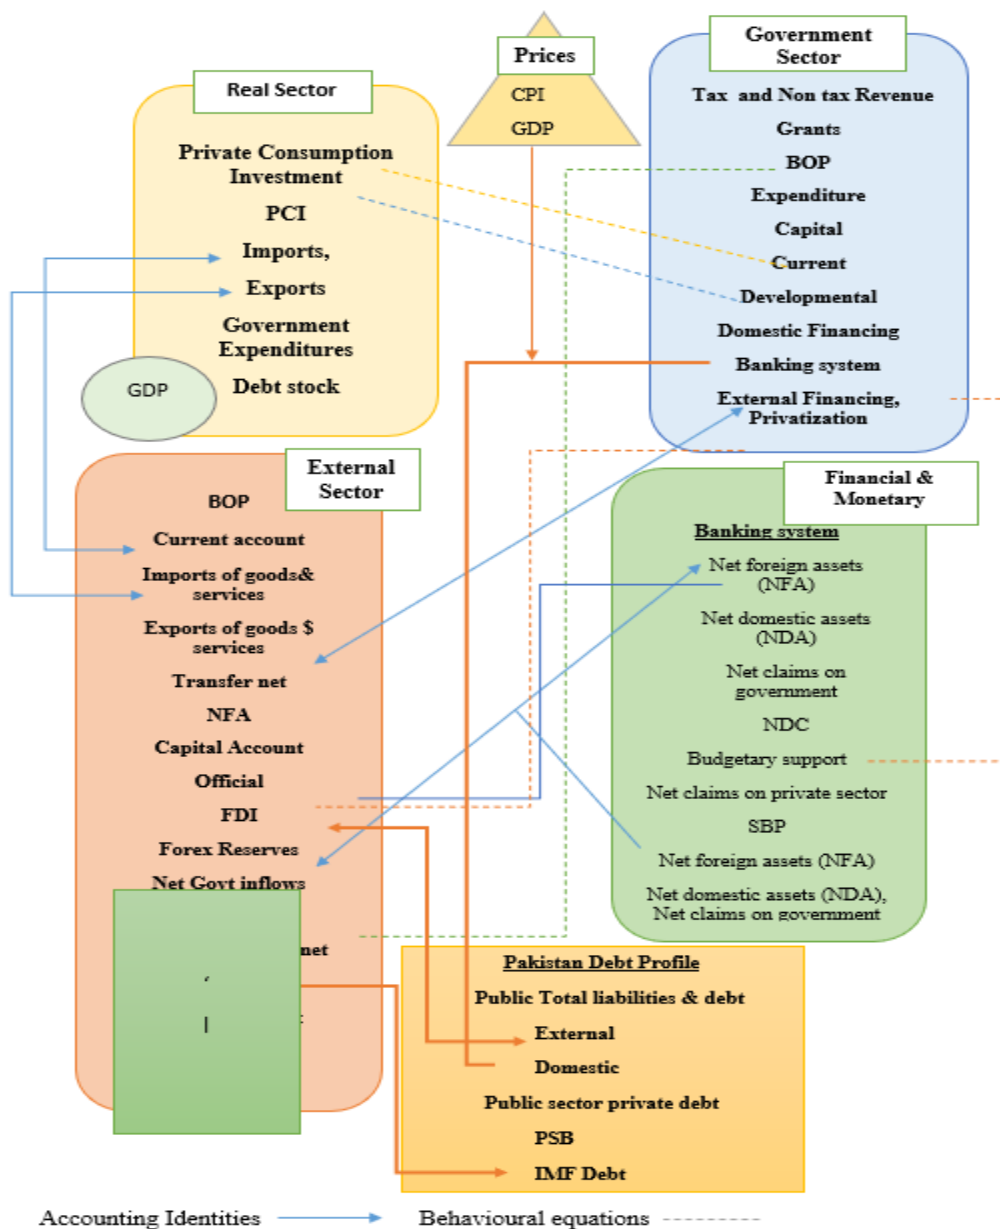 Prices
CPI
GDP
Government
Sector
Tax and Non tax Revenue
Grants
BOP
Expenditure
Capital
Current
Developmental
Domestic Financing
Banking system
External Financing,
Privatization
Real Sector
Private Consumption
Investment
PCI
Imports,
Exports
Government
Expenditures
Debt stock
GDP
External
Sector
BOP
Current account
Imports of goods&
services
Exports of goods $
services
Transfer net
NFA
Capital Account
Official
FDI
Forex Reserves
Net Govt inflows
net
Financial &
Monetary
Banking system
Net foreign assets
(NFA)
Net domestic assets
(NDA)
Net claims on
government
NDC
Budgetary support
Net claims on private sector
SBP
Net foreign assets (NFA)
Net domestic assets (NDA),
Net claims on government
Pakistan Debt Profile
Public Total liabilities & debt
External
Domestic
Public sector private debt
PSB
IMF Debt
Accounting Identities
Behavioural equations